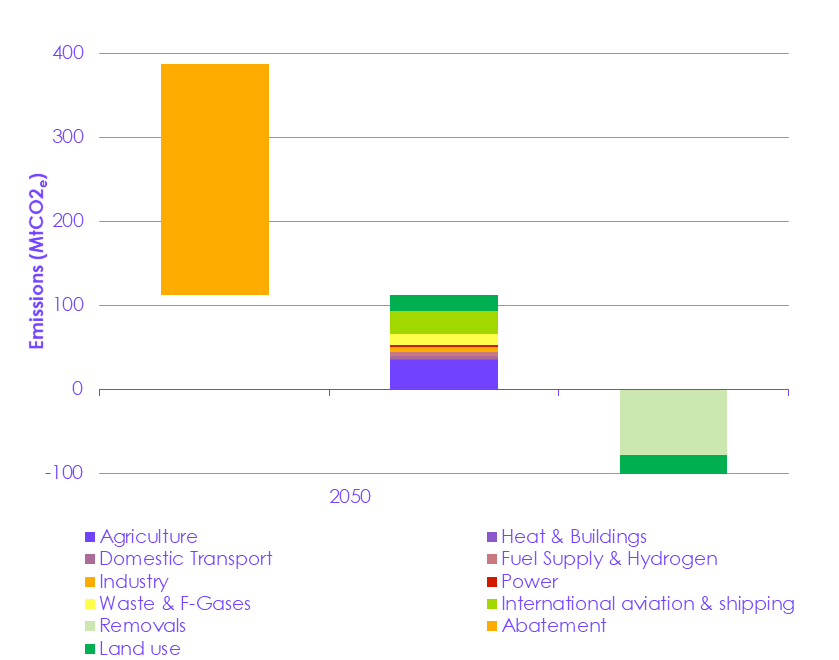 400
300
200
100
0
-100
Emissions (MtCO2e)
2050
Agriculture
Heat & Buildings
Domestic Transport
Fuel Supply & Hydrogen
Industry
Power
Waste & F-Gases
International aviation & shipping
Removals
Abatement
Land use